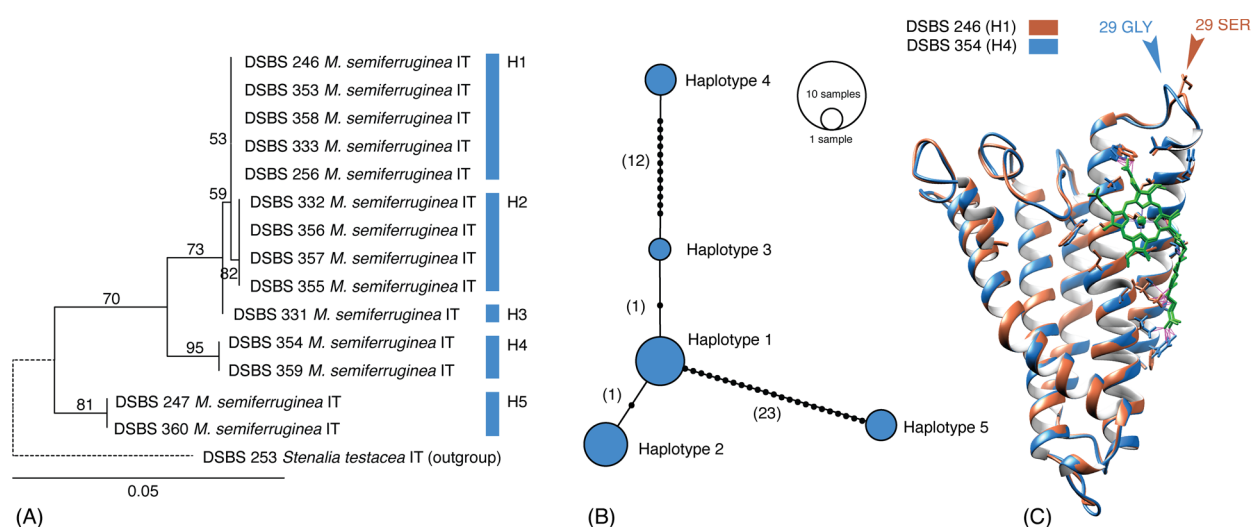 DSBS 246 M. semiferruginea IT
H1
DSBS 353 M. semiferruginea IT
DSBS 358 M. semiferruginea IT
53
DSBS 333 M. semiferruginea IT
DSBS 256 M. semiferruginea IT
59
DSBS 332 M. semiferruginea IT
H2
DSBS 356 M. semiferruginea IT
73
DSBS 357 M. semiferruginea IT
82
DSBS 355 M. semiferruginea IT
70
DSBS 331 M. semiferruginea IT
H3
DSBS 354 M. semiferruginea IT
H4
95
DSBS 359 M. semiferruginea IT
81
DSBS 247 M. semiferruginea IT
H5
DSBS 360 M. semiferruginea IT
DSBS 253 Stenalia testacea IT (outgroup)
0.05
(A)
Haplotype 4
10 samples
1 sample
(12)
Haplotype 3
(1)
Haplotype 1
(1)
(23)
Haplotype 2
Haplotype 5
(B)
DSBS 246 (H1)
DSBS 354 (H4)
29 GLY
29 SER
(C)